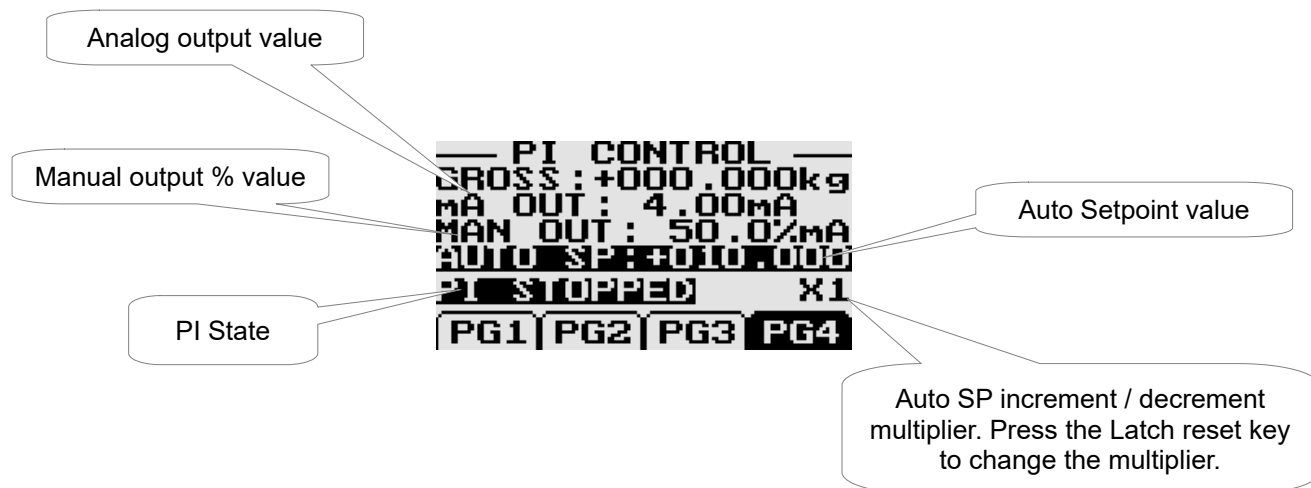 Analog output value
Manual output % value
PI State
PI CONTROL
GROSS:+000.000kg
mA OUT: 4.00mA
MAN OUT: 50.0%mA
AUTO SP:+010.000
PI STOPPED X1
PG1 PG2 PG3 PG4
Auto Setpoint value
Auto SP increment / decrement
multiplier. Press the Latch reset key
to change the multiplier.